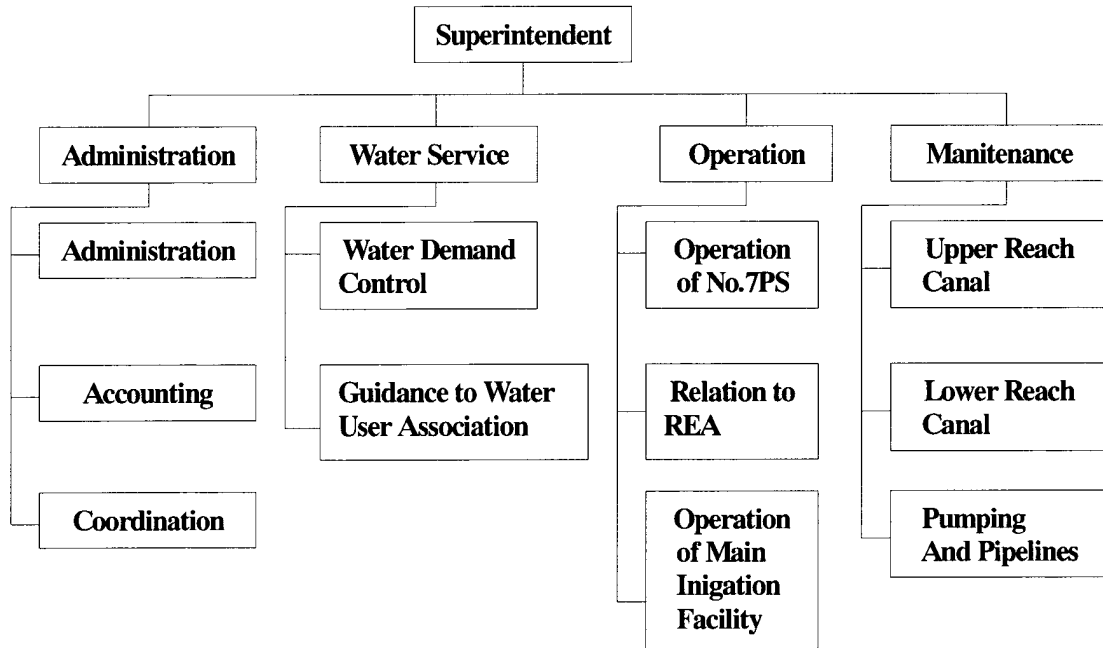 Superintendent
Administration
Water Service
Operation
Manitenance
Administration
Water Demand
Control
Operation
of No.7PS
Upper Reach
Canal
Accounting
Guidance to Water
User Association
Relation to
REA
Lower Reach
Canal
Coordination
Operation
of Main
Inigation
Facility
Pumping
And Pipelines